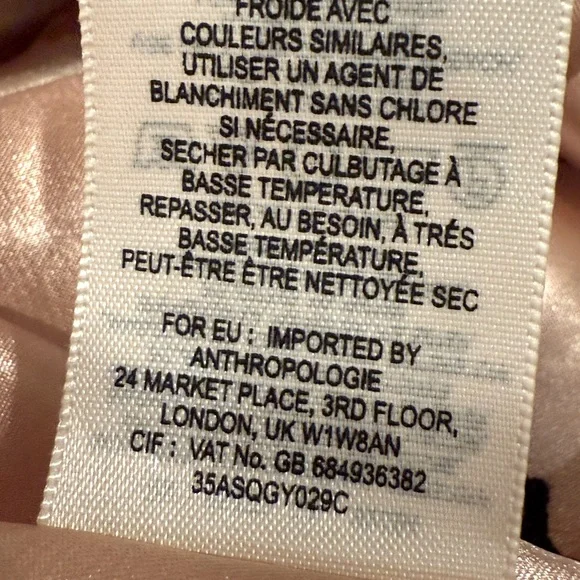 FROIDE AVEC
COULEURS SIMILAIRES,
UTILISER UN AGENT DE
BLANCHIMENT SANS CHLORE
SI NÉCESSAIRE,
SECHER PAR CULBUTAGE À
BASSE TEMPERATURE,
REPASSER, AU BESOIN, À TRÉS
BASSE TEMPÉRATURE,
PEUT-ÊTRE ÊTRE NETTOYÉE SEC
FOR EU : IMPORTED BY
ANTHROPOLOGIE
24 MARKET PLACE, 3RD FLOOR,
LONDON, UK W1W8AN
CIF : VAT No. GB 684936382
35ASQGY029C